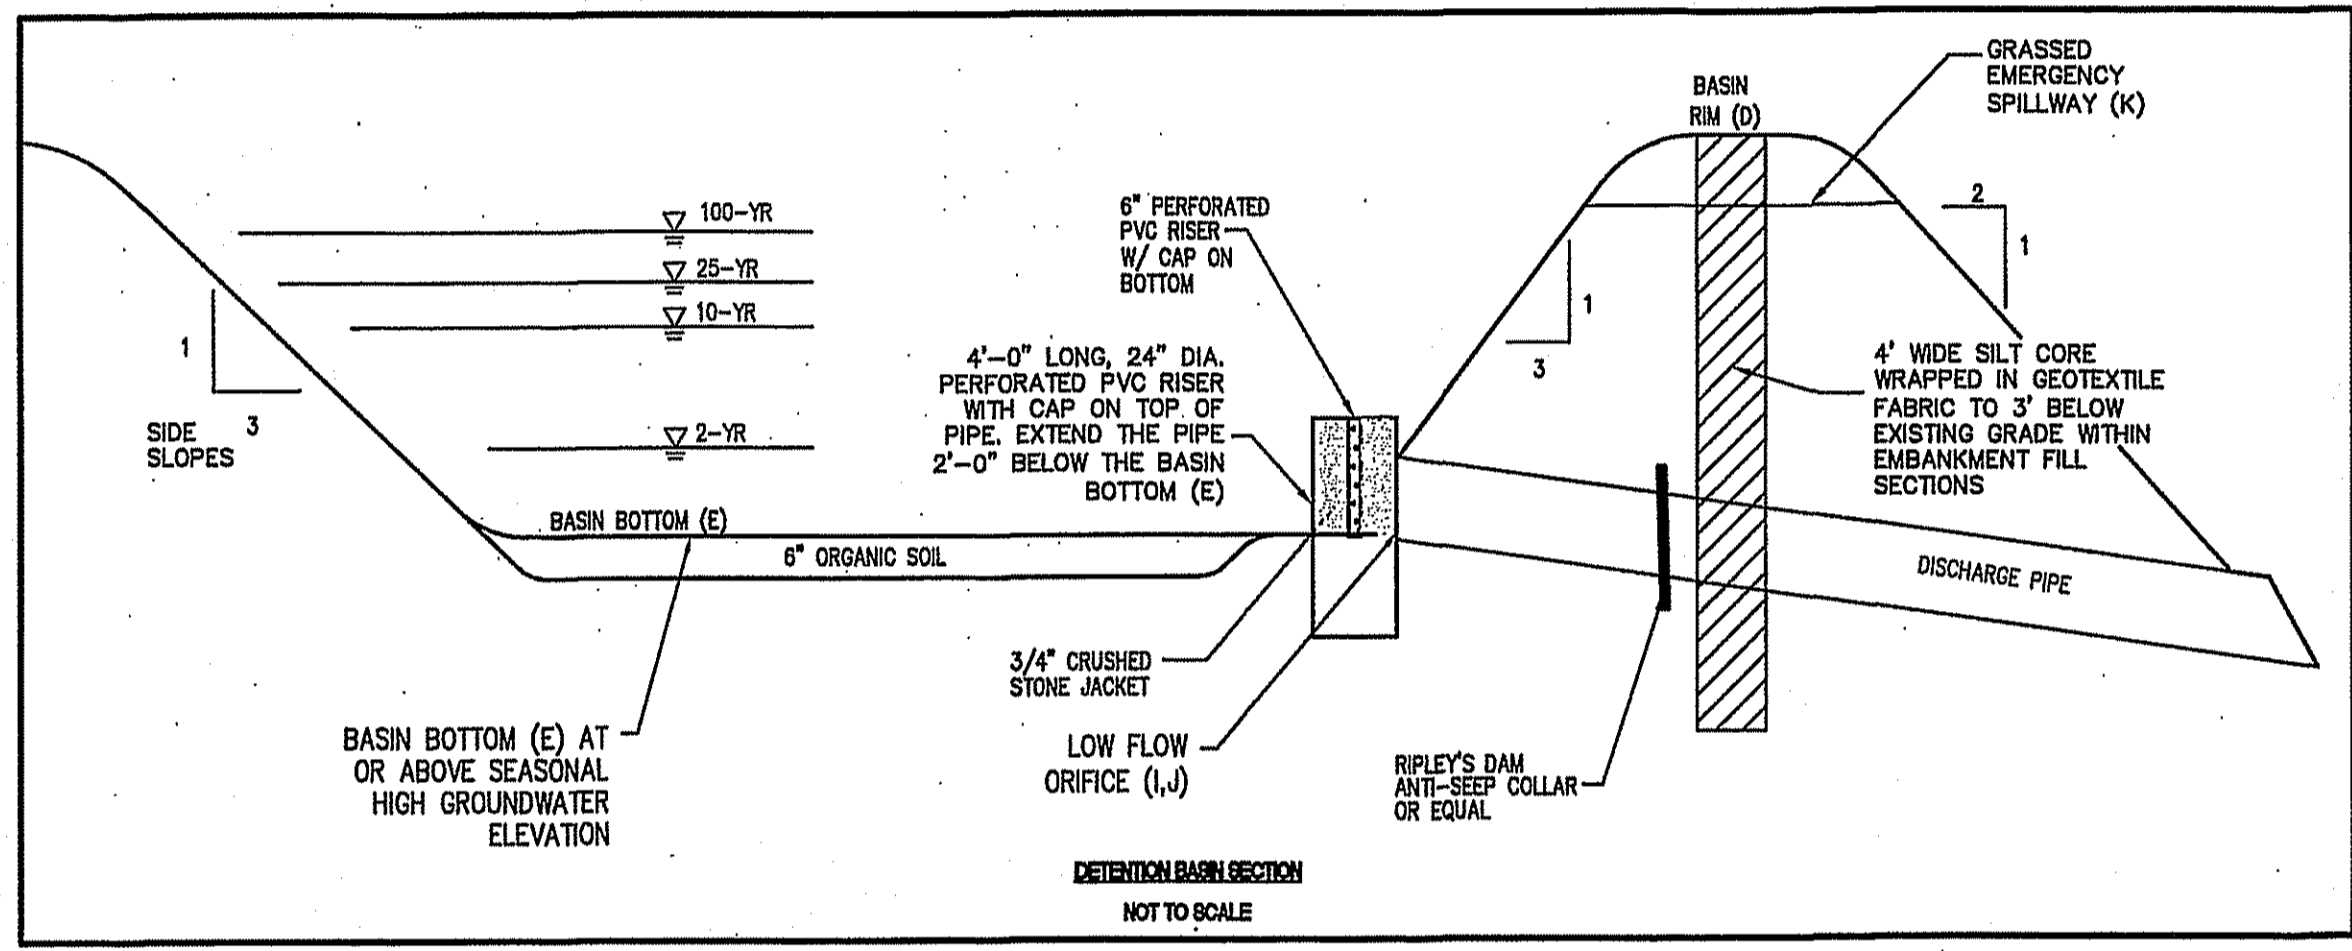 GRASSED
EMERGENCY
SPILLWAY (K)
BASIN
RIM (D)
100-YR
25-YR
10-YR
2-YR
1
3
SIDE
SLOPES
6" PERFORATED
PVC RISER
W/ CAP ON
BOTTOM
4'-0" LONG, 24" DIA.
PERFORATED PVC RISER
WITH CAP ON TOP OF
PIPE. EXTEND THE PIPE
2'-0" BELOW THE BASIN
BOTTOM (E)
1
3
2
1
4' WIDE SILT CORE
WRAPPED IN GEOTEXTILE
FABRIC TO 3' BELOW
EXISTING GRADE WITHIN
EMBANKMENT FILL
SECTIONS
BASIN BOTTOM (E)
6" ORGANIC SOIL
DISCHARGE PIPE
3/4" CRUSHED
STONE JACKET
BASIN BOTTOM (E) AT
OR ABOVE SEASONAL
HIGH GROUNDWATER
ELEVATION
LOW FLOW
ORIFICE (I,J)
RIPLEY'S DAM
ANTI-SEEP COLLAR
OR EQUAL
DETENTION BASIN SECTION
NOT TO SCALE